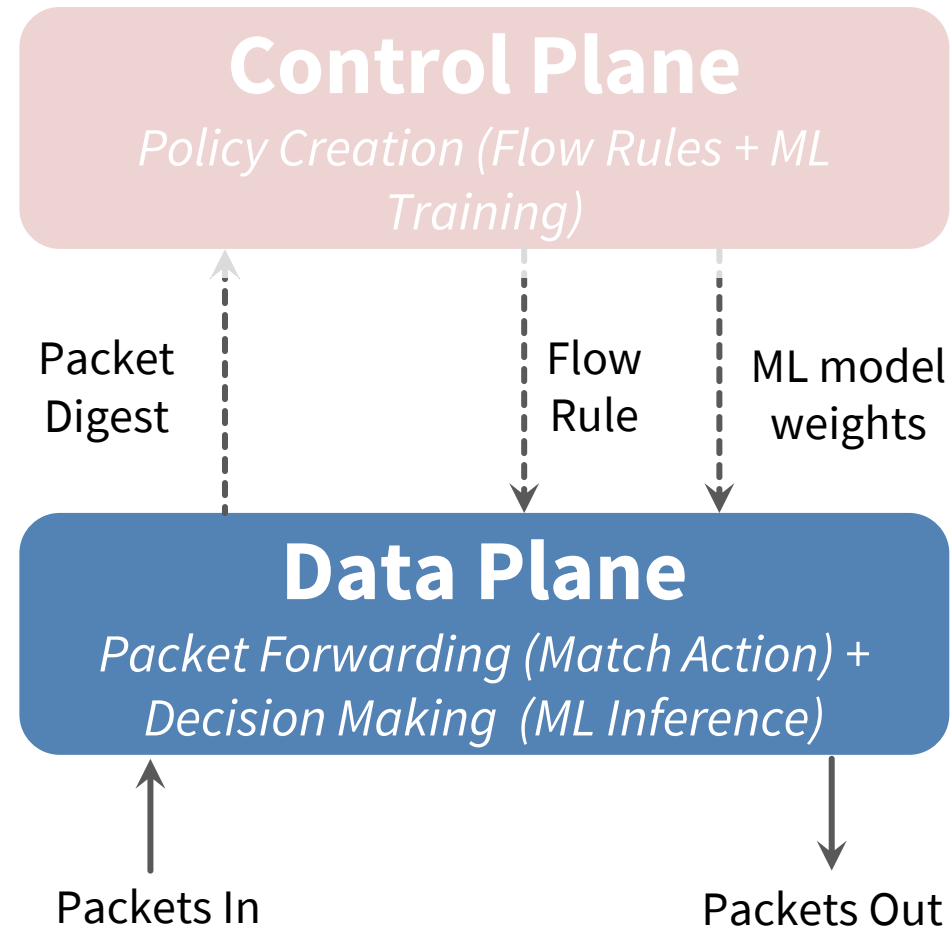 Control Plane
Policy Creation (Flow Rules + ML
Training)
Packet
Digest
Flow
Rule
ML model
weights
Data Plane
Packet Forwarding (Match Action) +
Decision Making (ML Inference)
Packets In
Packets Out